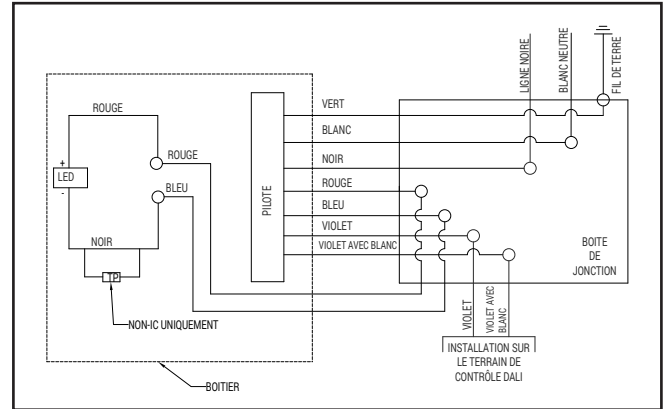 LIGNE NOIRE
BLANC NEUTRE
FIL DE TERRE
ROUGE
VERT
BLANC
ROUGE
NOIR
+
LED
-
BLEU
PILOTE
ROUGE
BLEU
VIOLET
VIOLET AVEC BLANC
NOIR
TP
BOITE
DE
JONCTION
NON-IC UNIQUEMENT
VIOLET
VIOLET AVEC
BLANC
BOITIER
INSTALLATION SUR
LE TERRAIN DE
CONTRÔLE DALI